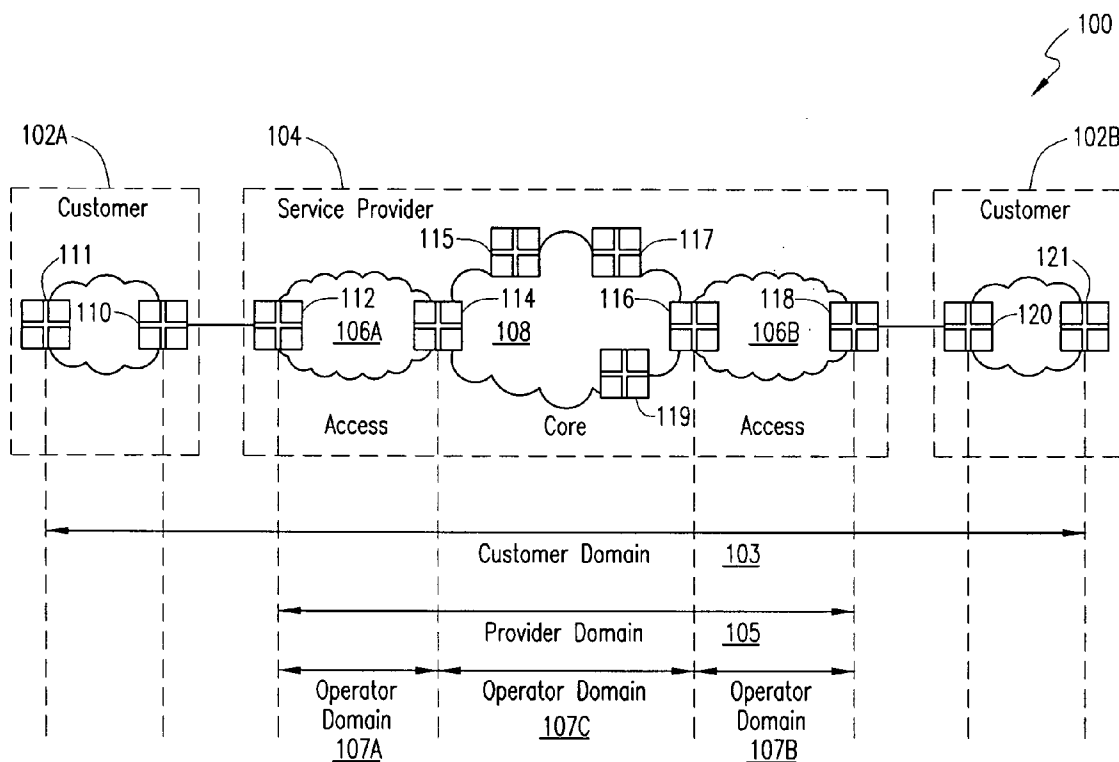 100
102A
104
102B
Customer
Service Provider
Customer
111
115
117
121
110
112
114
116
118
120
106A
108
106B
119
Access
Core
Access
Customer Domain 103
Provider Domain 105
Operator
Domain
107A
Operator Domain
107C
Operator
Domain
107B